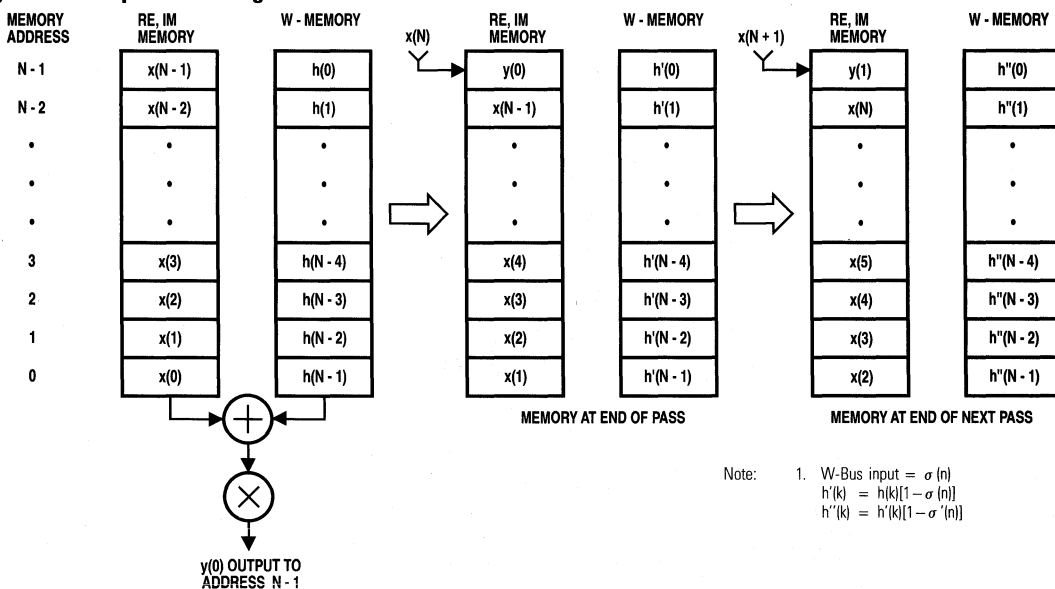 MEMORY ADDRESS
RE, IM MEMORY
W - MEMORY
RE, IM MEMORY
W - MEMORY
RE, IM MEMORY
W - MEMORY
x(N)
x(N + 1)
N - 1 x(N - 1) h(0) y(0) h'(0) y(1) h"(0)
N - 2 x(N - 2) h(1) x(N - 1) h'(1) x(N) h"(1)
3 x(3) h(N - 4) x(4) h'(N - 4) x(5) h"(N - 4)
2 x(2) h(N - 3) x(3) h'(N - 3) x(4) h"(N - 3)
1 x(1) h(N - 2) x(2) h'(N - 2) x(3) h"(N - 2)
0 x(0) h(N - 1) x(1) h'(N - 1) x(2) h"(N - 1)
MEMORY AT END OF PASS
MEMORY AT END OF NEXT PASS
y(0) OUTPUT TO
ADDRESS N - 1
Note: 1. W-Bus input = σ (n)
h'(k) = h(k)[1 – σ (n)]
h''(k) = h'(k)[1 – σ '(n)]